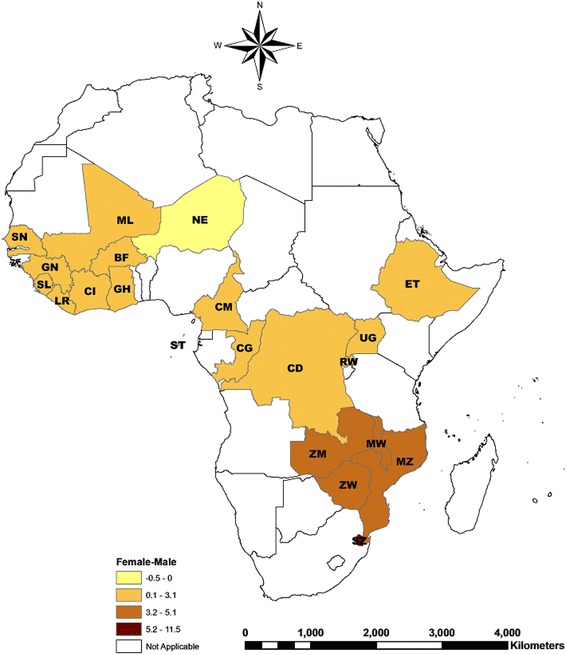 N
W E
S
ML
NE
SN
BF
GN
SL
CI
GH
LR
ET
CM
ST
CG
UG
RW
CD
MW
ZM
MZ
ZW
SZ
Female-Male
-0.5 - 0
0.1 - 3.1
3.2 - 5.1
5.2 - 11.5
Not Applicable
0 1,000 2,000 3,000 4,000
Kilometers